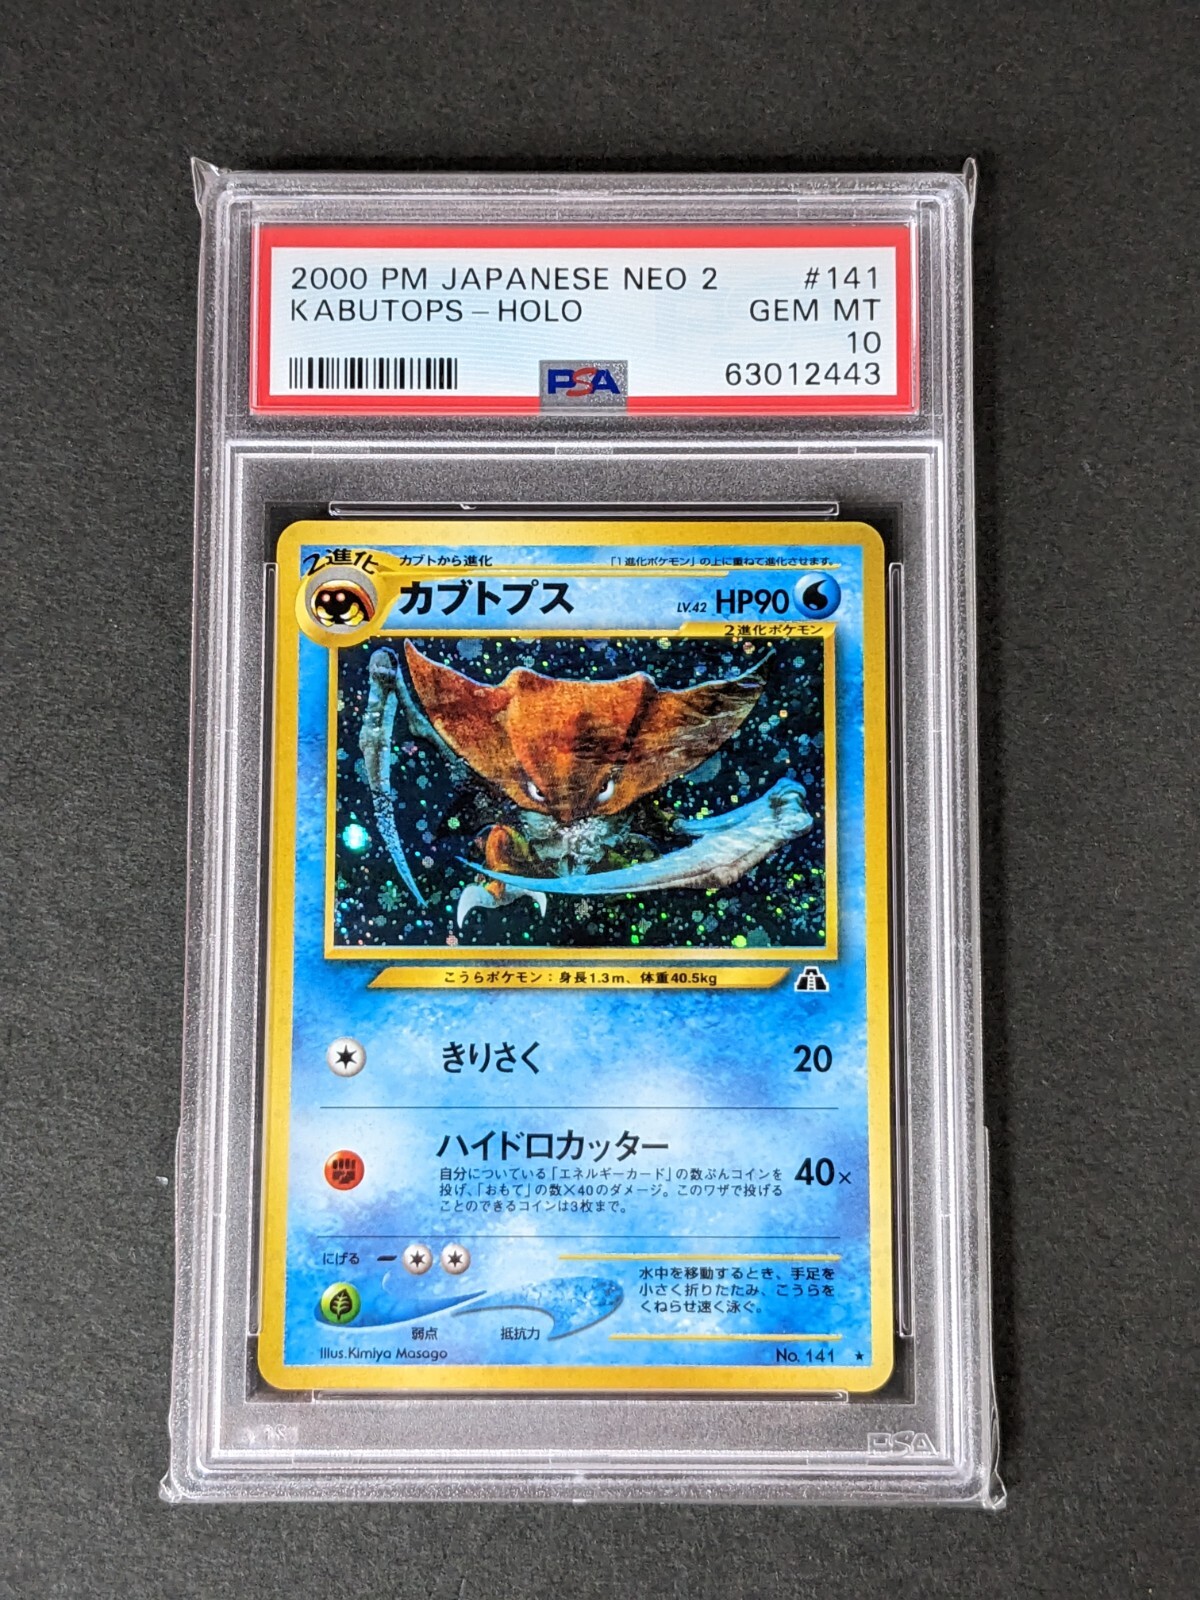 2000 PM JAPANESE NEO 2 #141
KABUTOPS - HOLO GEM MT
10
PSA 63012443
2進化 カブトから進化 「1進化ポケモン」の上に重ねて進化させます。
カブトプス LV.42 HP90
2進化ポケモン
こうらポケモン：身長1.3m、体重40.5kg
きりさく 20
ハイドロカッター 40×
自分についている「エネルギーカード」の数ぶんコインを
投げ、「おもて」の数×40のダメージ。このワザで投げる
ことのできるコインは3枚まで。
にげる
水中を移動するとき、手足を
小さく折りたたみ、こうらを
くねらせ速く泳ぐ。
弱点 抵抗力
Illus.Kimiya Masago No. 141 ★
PSA